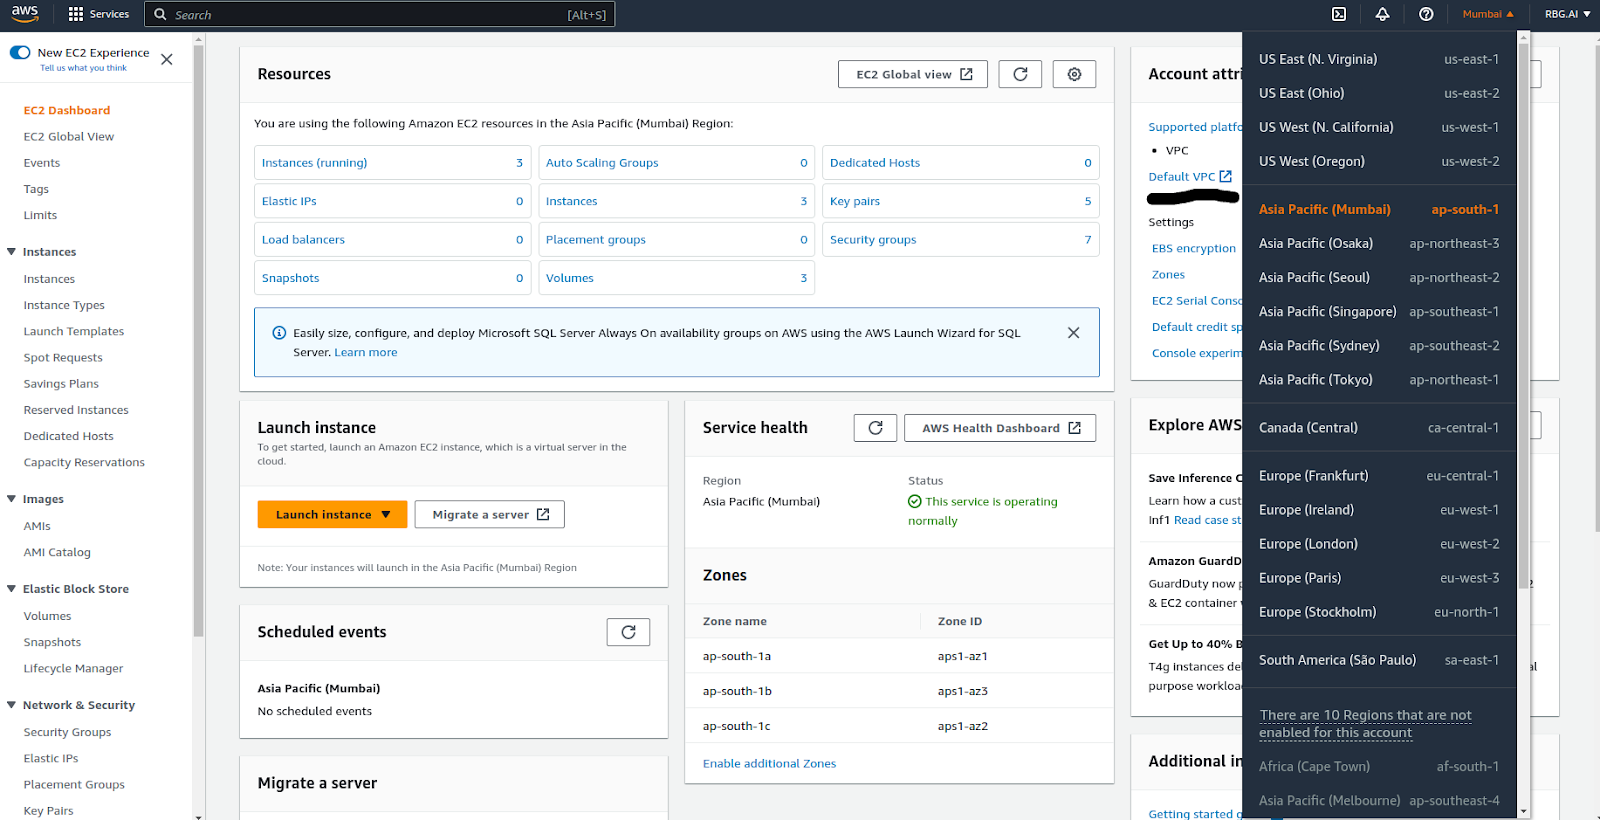 aws
Services
Search
[Alt+S]
Mumbai
RBG.AI
New EC2 Experience
Tell us what you think
EC2 Dashboard
EC2 Global View
Events
Tags
Limits
Instances
Instances
Instance Types
Launch Templates
Spot Requests
Savings Plans
Reserved Instances
Dedicated Hosts
Capacity Reservations
Images
AMIs
AMI Catalog
Elastic Block Store
Volumes
Snapshots
Lifecycle Manager
Network & Security
Security Groups
Elastic IPs
Placement Groups
Key Pairs
Resources
EC2 Global view
You are using the following Amazon EC2 resources in the Asia Pacific (Mumbai) Region:
Instances (running) 3
Auto Scaling Groups 0
Dedicated Hosts 0
Elastic IPs 0
Instances 3
Key pairs 5
Load balancers 0
Placement groups 0
Security groups 7
Snapshots 0
Volumes 3
Easily size, configure, and deploy Microsoft SQL Server Always On availability groups on AWS using the AWS Launch Wizard for SQL
Server. Learn more
Launch instance
To get started, launch an Amazon EC2 instance, which is a virtual server in the
cloud.
Launch instance
Migrate a server
Note: Your instances will launch in the Asia Pacific (Mumbai) Region
Scheduled events
Asia Pacific (Mumbai)
No scheduled events
Migrate a server
Service health
AWS Health Dashboard
Region
Status
Asia Pacific (Mumbai)
This service is operating
normally
Zones
Zone name Zone ID
ap-south-1a aps1-az1
ap-south-1b aps1-az3
ap-south-1c aps1-az2
Enable additional Zones
Account attri
Supported platfo
• VPC
Default VPC
Settings
EBS encryption
Zones
EC2 Serial Conso
Default credit sp
Console experim
Explore AWS
Save Inference C
Learn how a cust
Inf1 Read case st
Amazon GuardD
GuardDuty now p 2
& EC2 container
Get Up to 40% B
T4g instances del al
purpose workloa
Additional in
Getting started g
US East (N. Virginia) us-east-1
US East (Ohio) us-east-2
US West (N. California) us-west-1
US West (Oregon) us-west-2
Asia Pacific (Mumbai) ap-south-1
Asia Pacific (Osaka) ap-northeast-3
Asia Pacific (Seoul) ap-northeast-2
Asia Pacific (Singapore) ap-southeast-1
Asia Pacific (Sydney) ap-southeast-2
Asia Pacific (Tokyo) ap-northeast-1
Canada (Central) ca-central-1
Europe (Frankfurt) eu-central-1
Europe (Ireland) eu-west-1
Europe (London) eu-west-2
Europe (Paris) eu-west-3
Europe (Stockholm) eu-north-1
South America (São Paulo) sa-east-1
There are 10 Regions that are not
enabled for this account
Africa (Cape Town) af-south-1
Asia Pacific (Melbourne) ap-southeast-4